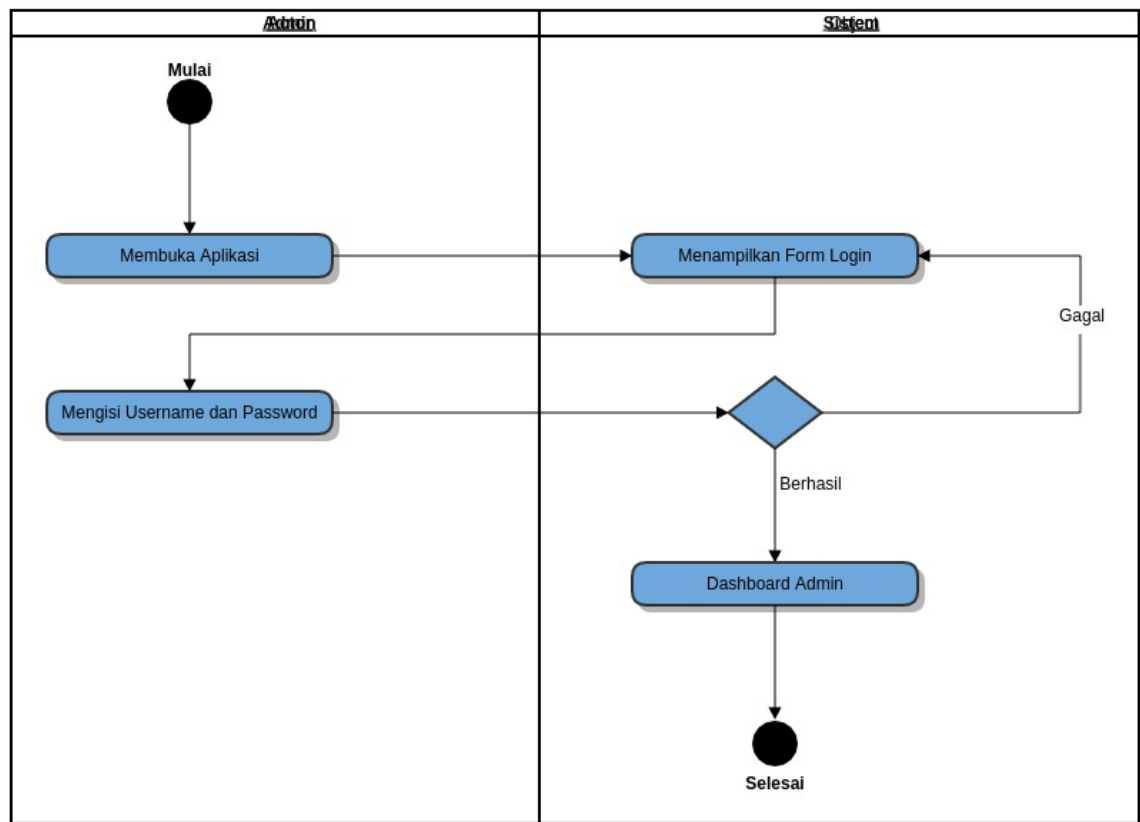 Mulai
Membuka Aplikasi
Menampilkan Form Login
Gagal
Mengisi Username dan Password
Berhasil
Dashboard Admin
Selesai